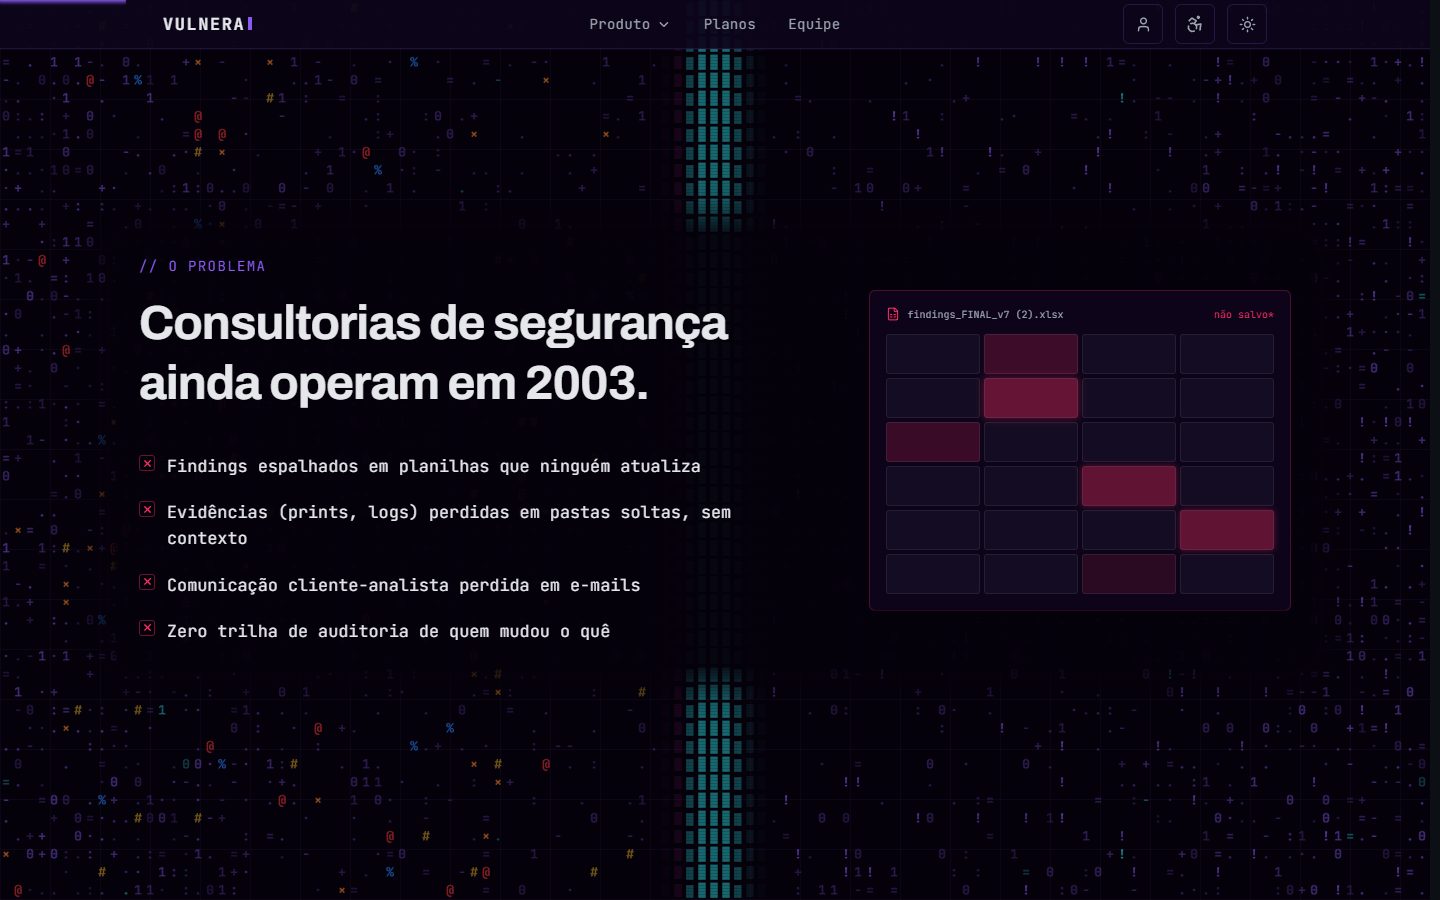 VULNERA
Produto
Planos
Equipe
// O PROBLEMA
Consultorias de segurança
ainda operam em 2003.
Findings espalhados em planilhas que ninguém atualiza
Evidências (prints, logs) perdidas em pastas soltas, sem
contexto
Comunicação cliente-analista perdida em e-mails
Zero trilha de auditoria de quem mudou o quê
findings_FINAL_v7 (2).xlsx
não salvo*